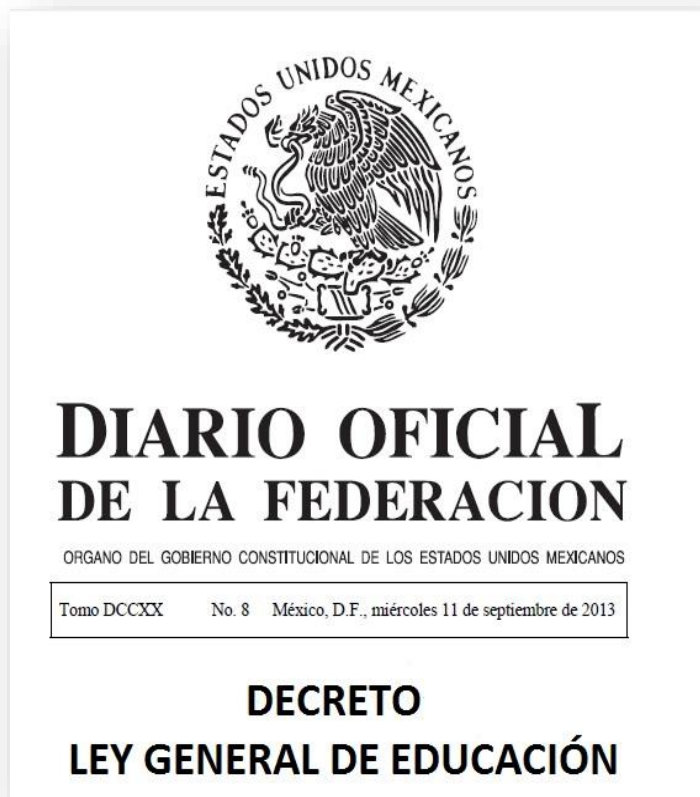 ESTADOS UNIDOS MEXICANOS
DIARIO OFICIAL
DE LA FEDERACION
ORGANO DEL GOBIERNO CONSTITUCIONAL DE LOS ESTADOS UNIDOS MEXICANOS
Tomo DCCXX No. 8 México, D.F., miércoles 11 de septiembre de 2013
DECRETO
LEY GENERAL DE EDUCACIÓN